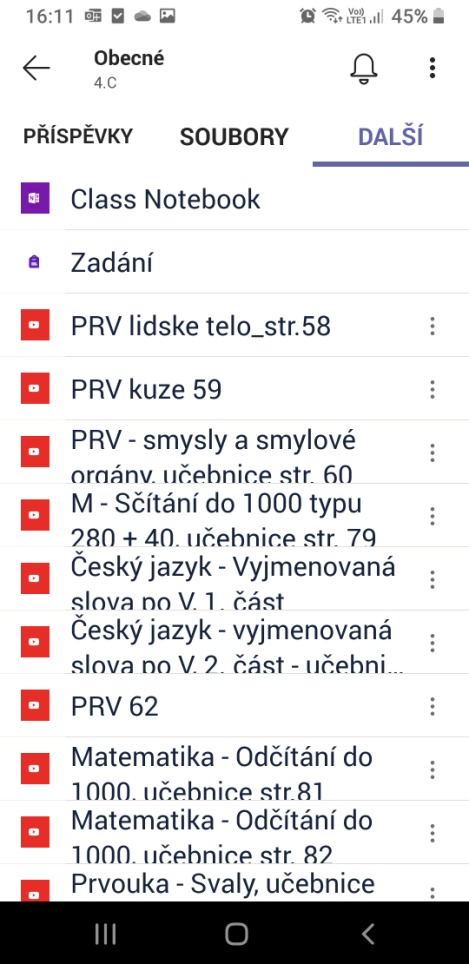 16:11
Vo))
LTE1
45%
Obecné
4.C
PŘÍSPĚVKY
SOUBORY
DALŠÍ
Class Notebook
Zadání
PRV lidske telo_str.58
PRV kuze 59
PRV - smysly a smylové
orgány, učebnice str. 60
M - Sčítání do 1000 typu
280 + 40, učebnice str. 79
Český jazyk - Vyjmenovaná
slova po V, 1. část
Český jazyk - vyjmenovaná
slova po V, 2. část - učebni...
PRV 62
Matematika - Odčítání do
1000, učebnice str.81
Matematika - Odčítání do
1000, učebnice str. 82
Prvouka - Svaly, učebnice